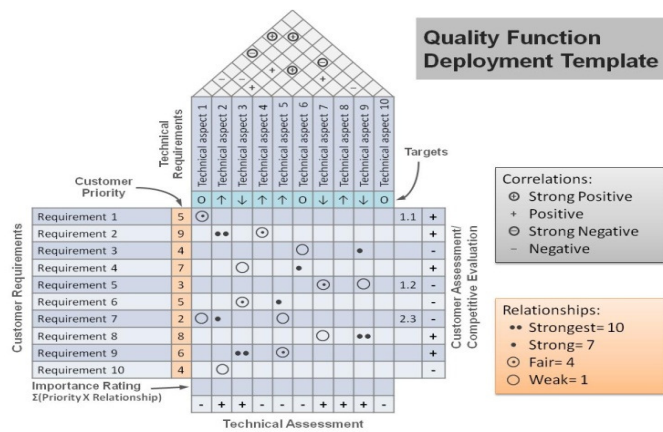 Quality Function
Deployment Template
Technical
Requirements
Technical aspect 1
Technical aspect 2
Technical aspect 3
Technical aspect 4
Technical aspect 5
Technical aspect 6
Technical aspect 7
Technical aspect 8
Technical aspect 9
Technical aspect 10
Targets
Customer
Priority
O ↑ ↓ ↑ ↑ O ↓ ↑ ↓ O
Customer Requirements
Requirement 1 5 1.1 +
Requirement 2 9 +
Requirement 3 4 -
Requirement 4 7 +
Requirement 5 3 1.2 -
Requirement 6 5 -
Requirement 7 2 2.3 -
Requirement 8 8 +
Requirement 9 6 +
Requirement 10 4 -
Customer Assessment/
Competitive Evaluation
Importance Rating
Σ(Priority X Relationship)
- + + - - + + + -
Technical Assessment
Correlations:
Strong Positive
+ Positive
Strong Negative
− Negative
Relationships:
•• Strongest= 10
• Strong= 7
Fair= 4
Weak= 1